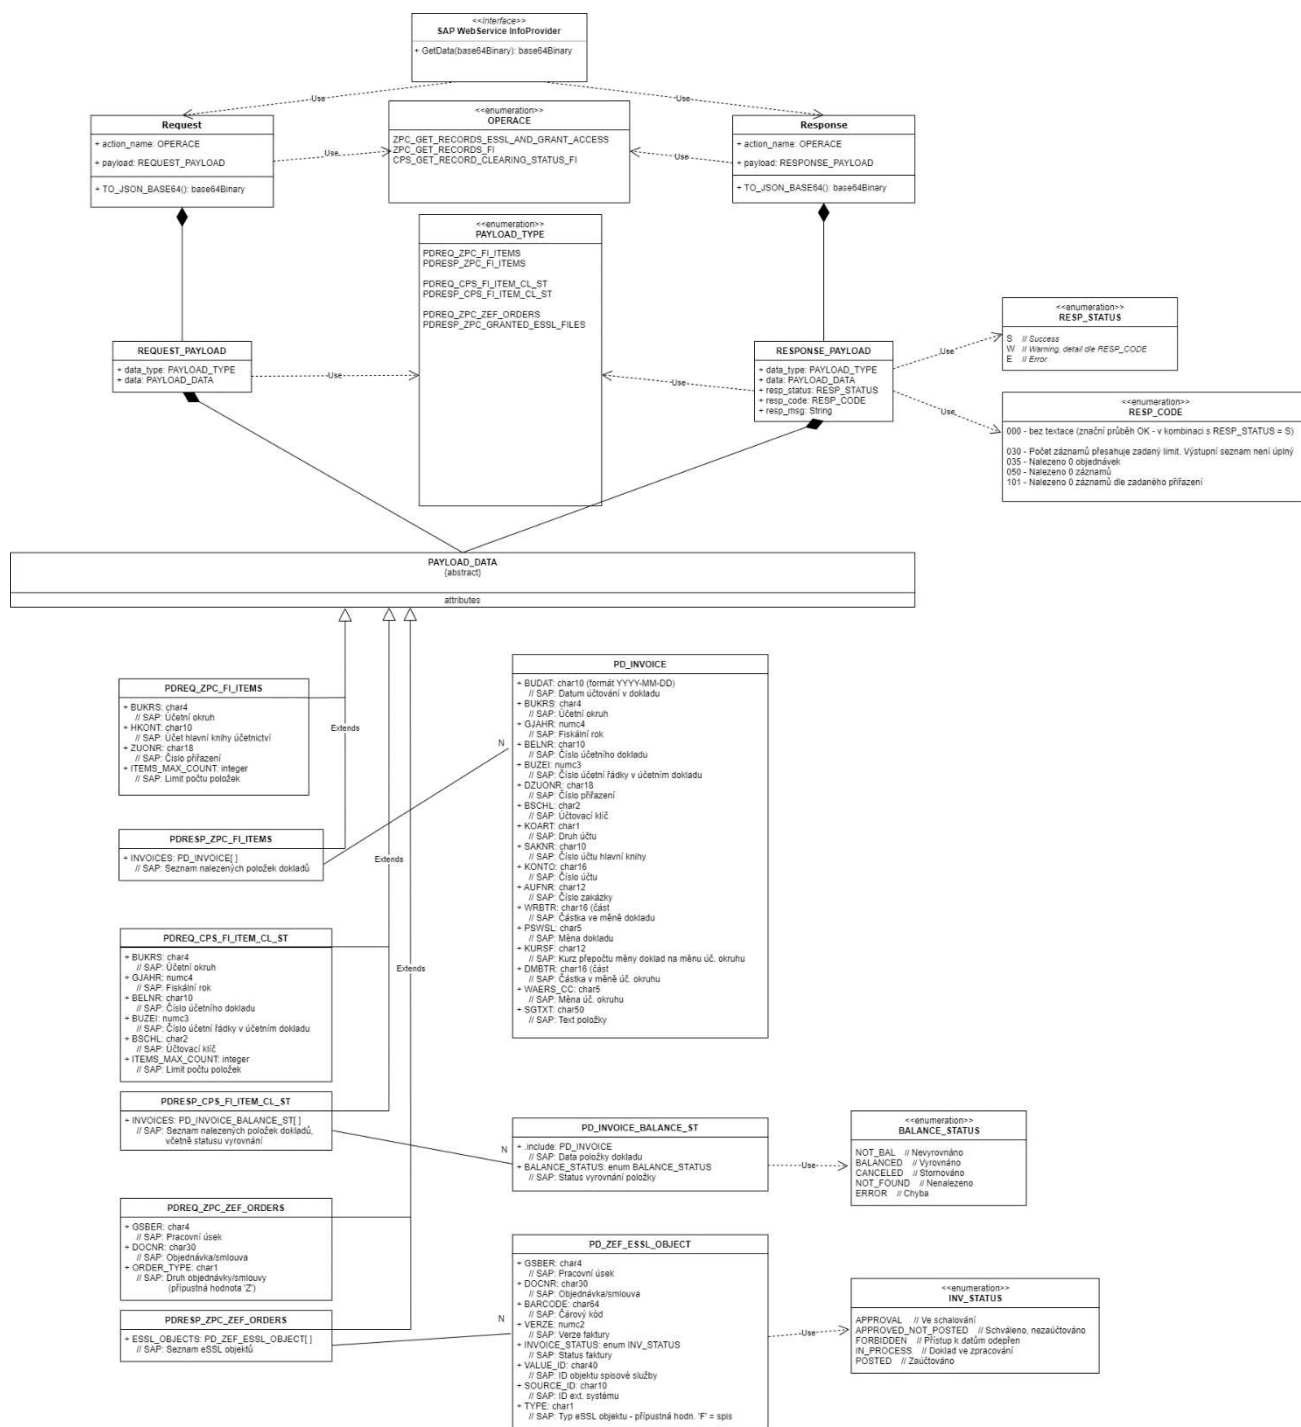 <<interface>>
SAP WebService InfoProvider
+ GetData(base64Binary): base64Binary
Use
Use
Request
+ action_name: OPERACE
+ payload: REQUEST_PAYLOAD
+ TO_JSON_BASE64(): base64Binary
Use
<<enumeration>>
OPERACE
ZPC_GET_RECORDS_ESSL_AND_GRANT_ACCESS
ZPC_GET_RECORDS_FI
CPS_GET_RECORD_CLEARING_STATUS_FI
Use
Response
+ action_name: OPERACE
+ payload: RESPONSE_PAYLOAD
+ TO_JSON_BASE64(): base64Binary
<<enumeration>>
PAYLOAD_TYPE
PDREQ_ZPC_FI_ITEMS
PDRESP_ZPC_FI_ITEMS
PDREQ_CPS_FI_ITEM_CL_ST
PDRESP_CPS_FI_ITEM_CL_ST
PDREQ_ZPC_ZEF_ORDERS
PDRESP_ZPC_GRANTED_ESSL_FILES
REQUEST_PAYLOAD
+ data_type: PAYLOAD_TYPE
+ data: PAYLOAD_DATA
Use
Use
RESPONSE_PAYLOAD
+ data_type: PAYLOAD_TYPE
+ data: PAYLOAD_DATA
+ resp_status: RESP_STATUS
+ resp_code: RESP_CODE
+ resp_msg: String
Use
Use
<<enumeration>>
RESP_STATUS
S // Success
W // Warning, detail dle RESP_CODE
E // Error
<<enumeration>>
RESP_CODE
000 - bez textace (znační průběh OK - v kombinaci s RESP_STATUS = S)
030 - Počet záznamů přesahuje zadaný limit. Výstupní seznam není úplný
035 - Nalezeno 0 objednávek
050 - Nalezeno 0 záznamů
101 - Nalezeno 0 záznamů dle zadaného přiřazení
PAYLOAD_DATA
{abstract}
attributes
PDREQ_ZPC_FI_ITEMS
+ BUKRS: char4
// SAP: Účetní okruh
+ HKONT: char10
// SAP: Účet hlavní knihy účetnictví
+ ZUONR: char18
// SAP: Číslo přiřazení
+ ITEMS_MAX_COUNT: integer
// SAP: Limit počtu položek
Extends
PDRESP_ZPC_FI_ITEMS
+ INVOICES: PD_INVOICE[ ]
// SAP: Seznam nalezených položek dokladů
Extends
N
PD_INVOICE
+ BUDAT: char10 (formát YYYY-MM-DD)
// SAP: Datum účtování v dokladu
+ BUKRS: char4
// SAP: Účetní okruh
+ GJAHR: numc4
// SAP: Fiskální rok
+ BELNR: char10
// SAP: Číslo účetního dokladu
+ BUZEI: numc3
// SAP: Číslo účetní řádky v účetním dokladu
+ DZUONR: char18
// SAP: Číslo přiřazení
+ BSCHL: char2
// SAP: Účtovací klíč
+ KOART: char1
// SAP: Druh účtu
+ SAKNR: char10
// SAP: Číslo účtu hlavní knihy
+ KONTO: char16
// SAP: Číslo účtu
+ AUFNR: char12
// SAP: Číslo zakázky
+ WRBTR: char16 (část
// SAP: Částka ve měně dokladu
+ PSWSL: char5
// SAP: Měna dokladu
+ KURSF: char12
// SAP: Kurz přepočtu měny doklad na měnu úč. okruhu
+ DMBTR: char16 (část
// SAP: Částka v měně úč. okruhu
+ WAERS_CC: char5
// SAP: Měna úč. okruhu
+ SGTXT: char50
// SAP: Text položky
PDREQ_CPS_FI_ITEM_CL_ST
+ BUKRS: char4
// SAP: Účetní okruh
+ GJAHR: numc4
// SAP: Fiskální rok
+ BELNR: char10
// SAP: Číslo účetního dokladu
+ BUZEI: numc3
// SAP: Číslo účetní řádky v účetním dokladu
+ BSCHL: char2
// SAP: Účtovací klíč
+ ITEMS_MAX_COUNT: integer
// SAP: Limit počtu položek
Extends
PDRESP_CPS_FI_ITEM_CL_ST
+ INVOICES: PD_INVOICE_BALANCE_ST[ ]
// SAP: Seznam nalezených položek dokladů,
včetně statusu vyrovnání
N
PD_INVOICE_BALANCE_ST
+ .include: PD_INVOICE
// SAP: Data položky dokladu
+ BALANCE_STATUS: enum BALANCE_STATUS
// SAP: Status vyrovnání položky
Use
<<enumeration>>
BALANCE_STATUS
NOT_BAL // Nevyrovnáno
BALANCED // Vyrovnáno
CANCELED // Stornováno
NOT_FOUND // Nenalezeno
ERROR // Chyba
PDREQ_ZPC_ZEF_ORDERS
+ GSBER: char4
// SAP: Pracovní úsek
+ DOCNR: char30
// SAP: Objednávka/smlouva
+ ORDER_TYPE: char1
// SAP: Druh objednávky/smlouvy
(přípustná hodnota 'Z')
PDRESP_ZPC_ZEF_ORDERS
+ ESSL_OBJECTS: PD_ZEF_ESSL_OBJECT[ ]
// SAP: Seznam eSSL objektů
N
PD_ZEF_ESSL_OBJECT
+ GSBER: char4
// SAP: Pracovní úsek
+ DOCNR: char30
// SAP: Objednávka/smlouva
+ BARCODE: char64
// SAP: Čárový kód
+ VERZE: numc2
// SAP: Verze faktury
+ INVOICE_STATUS: enum INV_STATUS
// SAP: Status faktury
+ VALUE_ID: char40
// SAP: ID objektu spisové služby
+ SOURCE_ID: char10
// SAP: ID ext. systému
+ TYPE: char1
// SAP: Typ eSSL objektu - přípustná hodn. 'F' = spis
Use
<<enumeration>>
INV_STATUS
APPROVAL // Ve schalování
APPROVED_NOT_POSTED // Schváleno, nezaúčtováno
FORBIDDEN // Přístup k datům odepřen
IN_PROCESS // Doklad ve zpracování
POSTED // Zaúčtováno